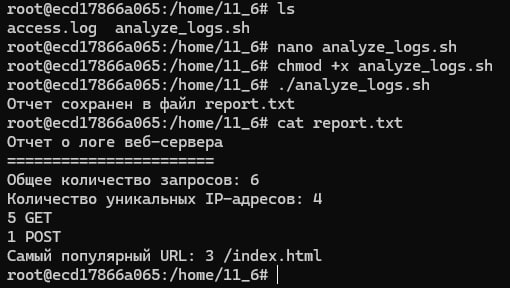 root@ecd17866a065:/home/11_6# ls
access.log  analyze_logs.sh
root@ecd17866a065:/home/11_6# nano analyze_logs.sh
root@ecd17866a065:/home/11_6# chmod +x analyze_logs.sh
root@ecd17866a065:/home/11_6# ./analyze_logs.sh
Отчет сохранен в файл report.txt
root@ecd17866a065:/home/11_6# cat report.txt
Отчет о логе веб-сервера
=======================
Общее количество запросов: 6
Количество уникальных IP-адресов: 4
5 GET
1 POST
Самый популярный URL: 3 /index.html
root@ecd17866a065:/home/11_6#